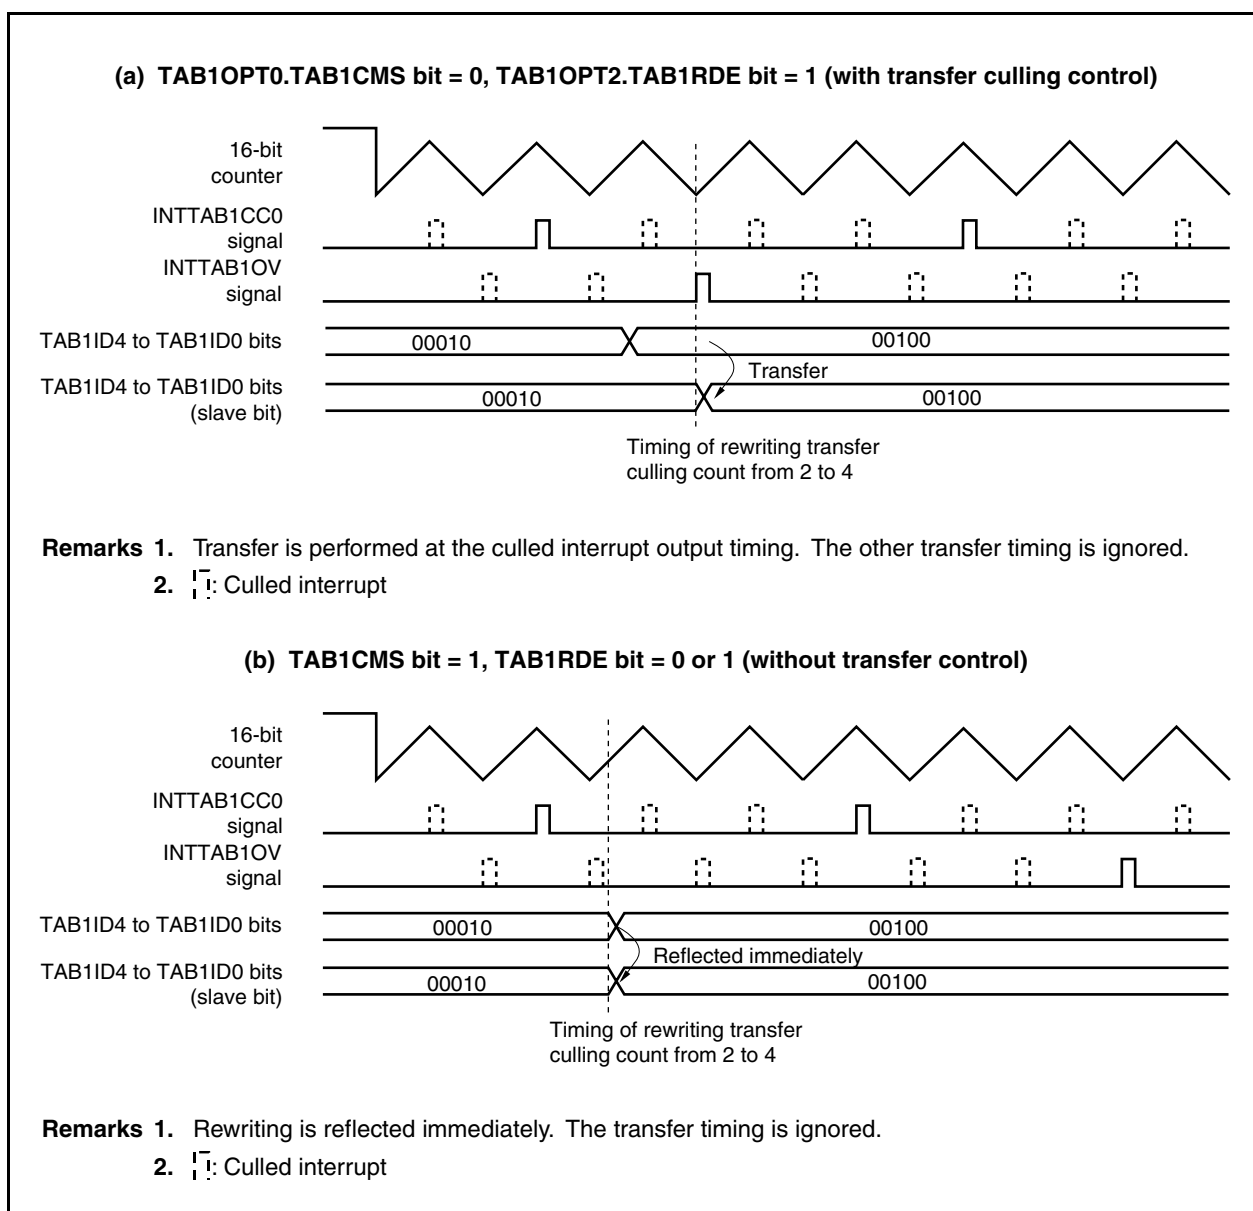 (a) TAB1OPT0.TAB1CMS bit = 0, TAB1OPT2.TAB1RDE bit = 1 (with transfer culling control)
16-bit
counter
INTTAB1CC0
signal
INTTAB1OV
signal
TAB1ID4 to TAB1ID0 bits
00010
00100
Transfer
TAB1ID4 to TAB1ID0 bits
(slave bit)
00010
00100
Timing of rewriting transfer
culling count from 2 to 4
Remarks 1. Transfer is performed at the culled interrupt output timing. The other transfer timing is ignored.
2. : Culled interrupt
(b) TAB1CMS bit = 1, TAB1RDE bit = 0 or 1 (without transfer control)
16-bit
counter
INTTAB1CC0
signal
INTTAB1OV
signal
TAB1ID4 to TAB1ID0 bits
00010
00100
Reflected immediately
TAB1ID4 to TAB1ID0 bits
(slave bit)
00010
00100
Timing of rewriting transfer
culling count from 2 to 4
Remarks 1. Rewriting is reflected immediately. The transfer timing is ignored.
2. : Culled interrupt